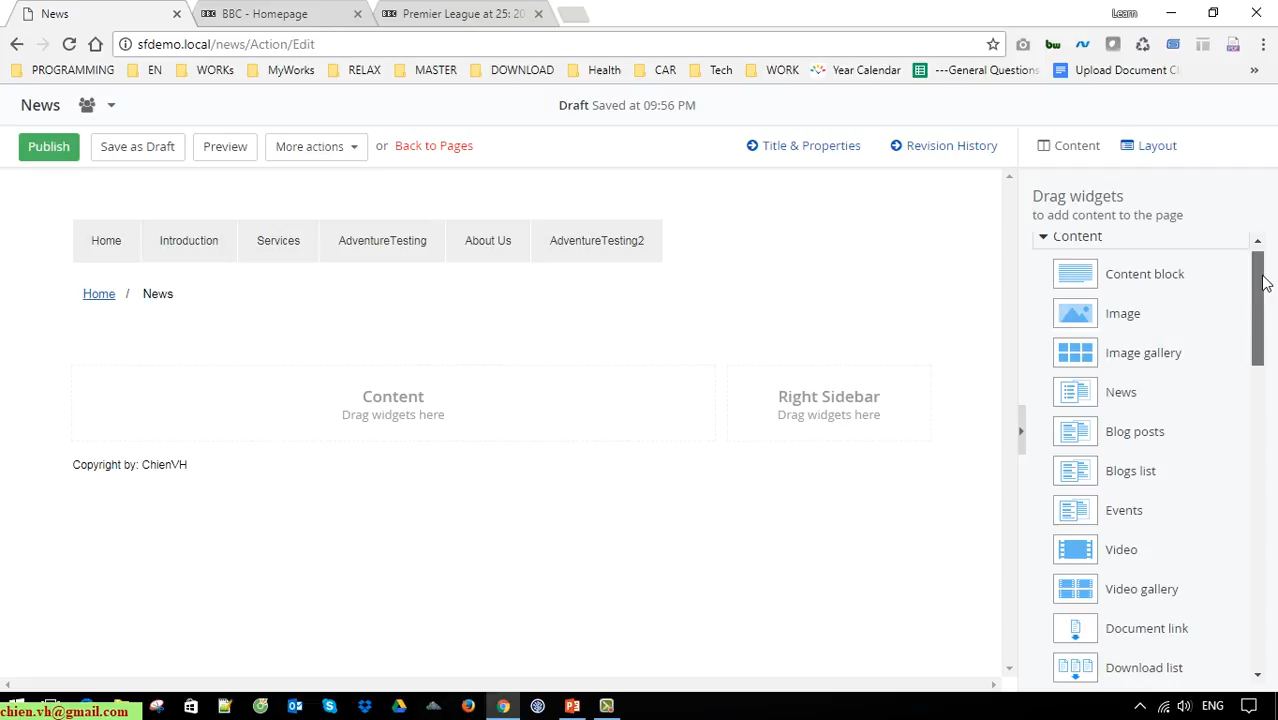 News
BBC - Homepage
Premier League at 25: 20
Learn
sfdemo.local/news/Action/Edit
PROGRAMMING
EN
WORKs
MyWorks
RELAX
MASTER
DOWNLOAD
Health
CAR
Tech
WORK
Year Calendar
---General Questions
Upload Document Cl
News
Draft Saved at 09:56 PM
Publish
Save as Draft
Preview
More actions
or Back to Pages
Title & Properties
Revision History
Content
Layout
Drag widgets
to add content to the page
Home
Introduction
Services
AdventureTesting
About Us
AdventureTesting2
Home / News
Content
Drag widgets here
Right Sidebar
Drag widgets here
Copyright by: ChienVH
Content
Content block
Image
Image gallery
News
Blog posts
Blogs list
Events
Video
Video gallery
Document link
Download list
chien.vh@gmail.com
ENG